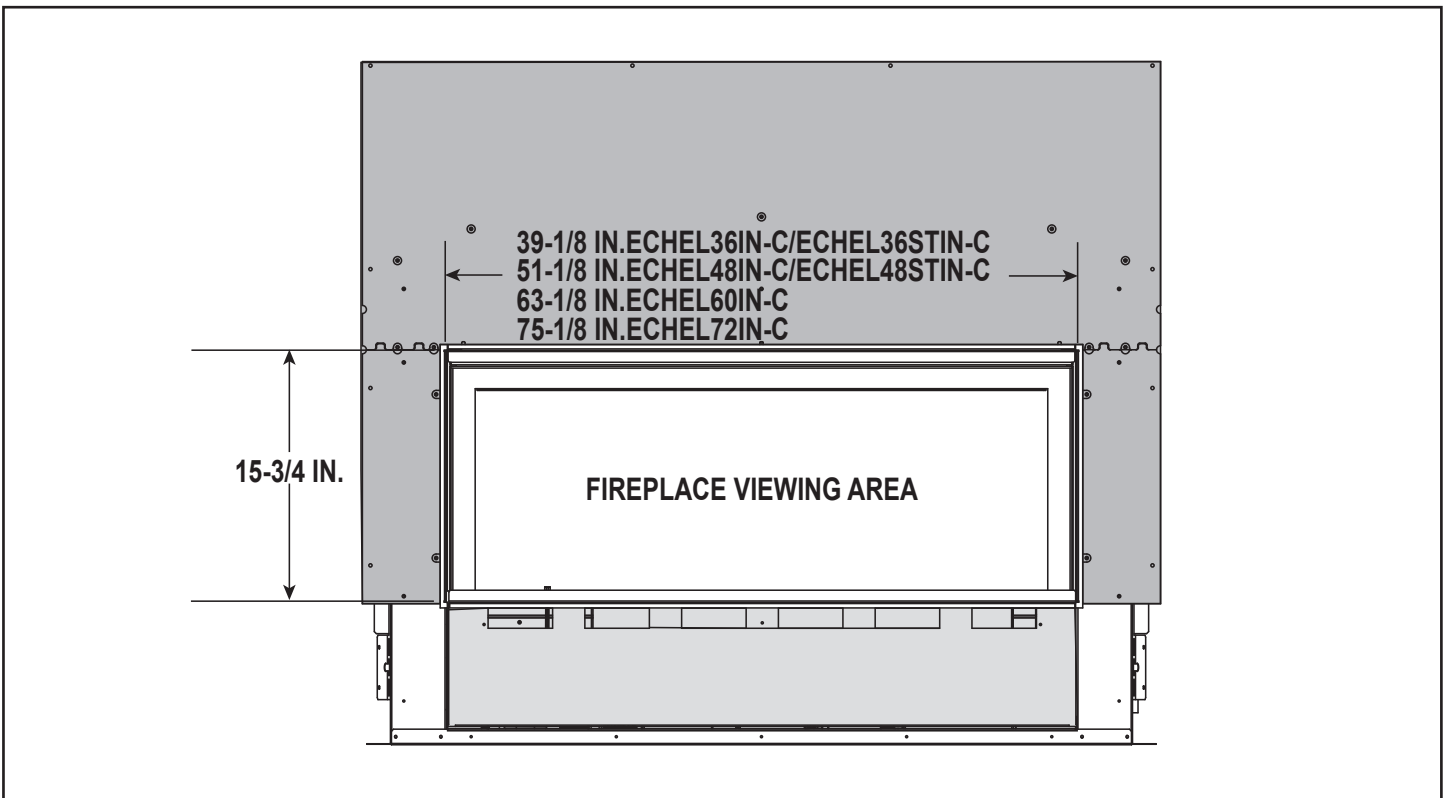 39-1/8 IN.ECHEL36IN-C/ECHEL36STIN-C
51-1/8 IN.ECHEL48IN-C/ECHEL48STIN-C
63-1/8 IN.ECHEL60IN-C
75-1/8 IN.ECHEL72IN-C
15-3/4 IN.
FIREPLACE VIEWING AREA